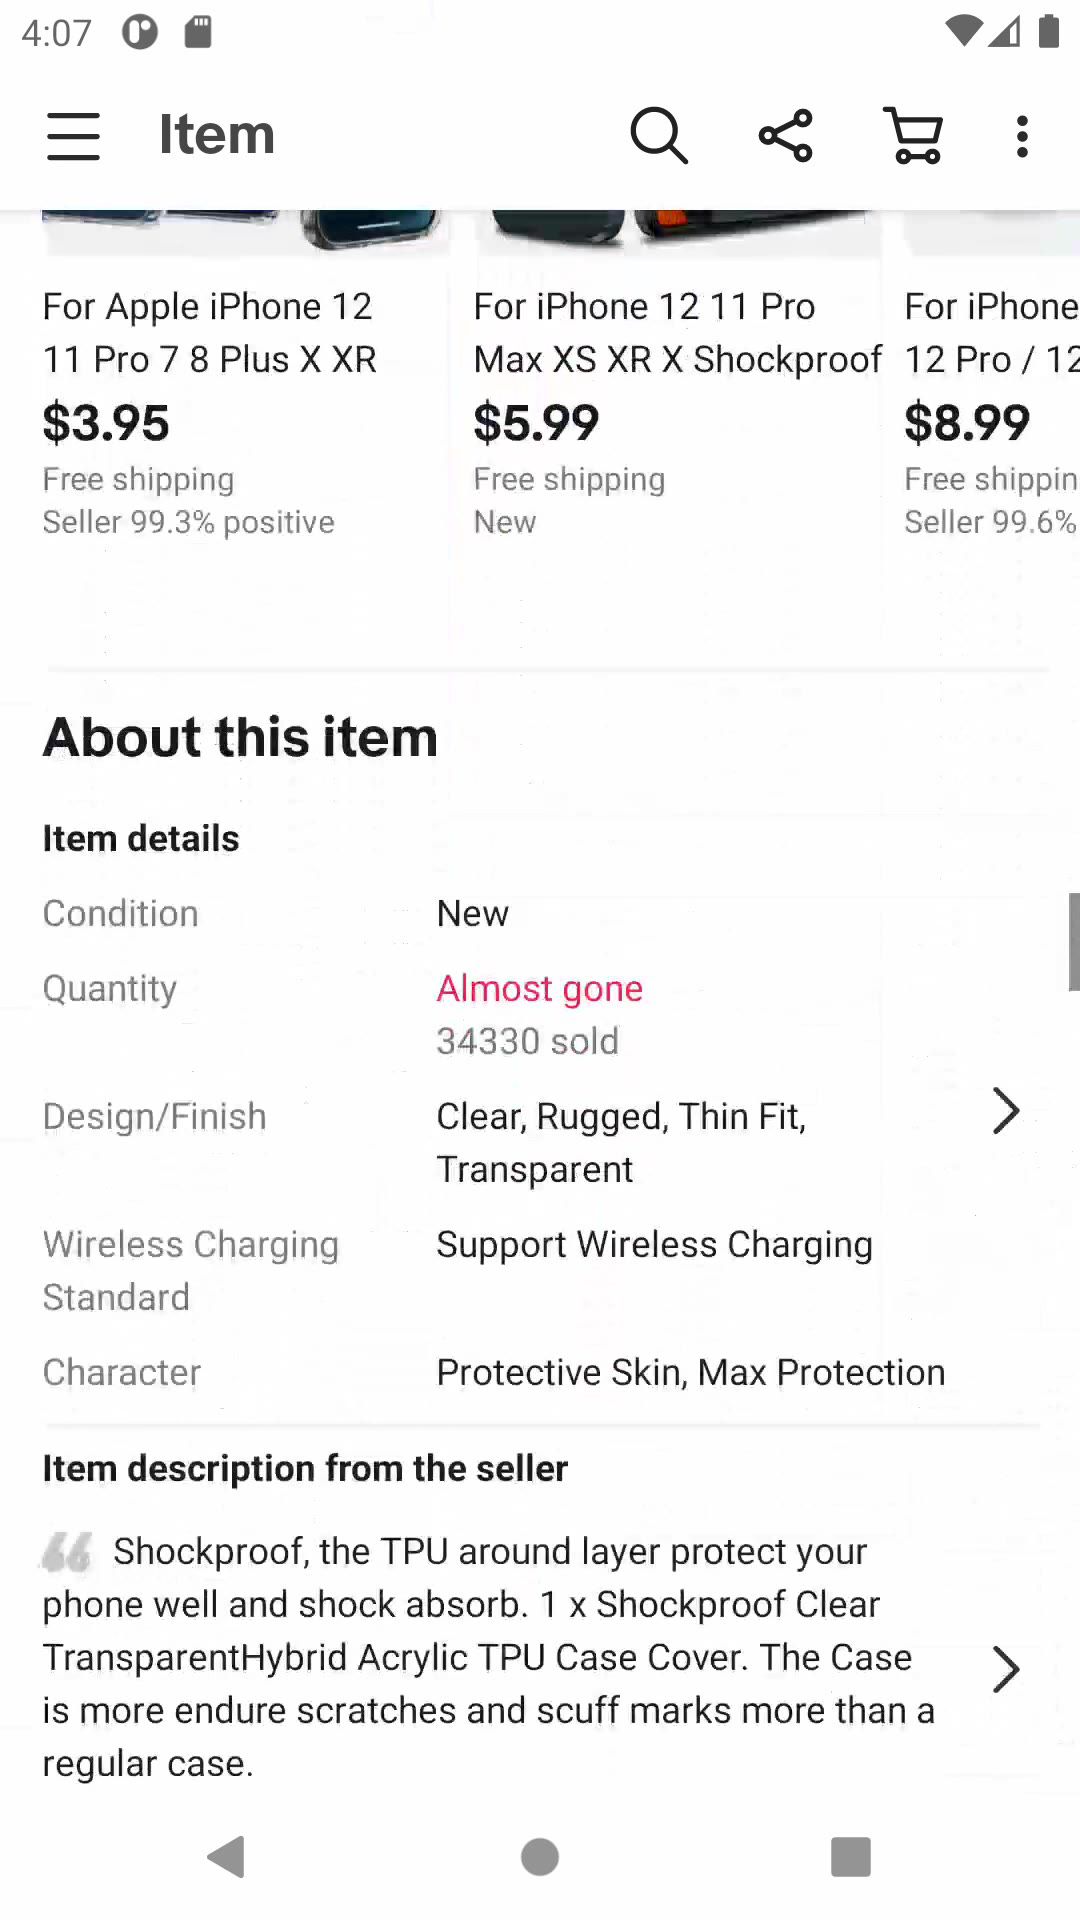 4:07
Item
For Apple iPhone 12
11 Pro 7 8 Plus X XR
$3.95
Free shipping
Seller 99.3% positive
For iPhone 12 11 Pro
Max XS XR X Shockproof
$5.99
Free shipping
New
For iPhone
12 Pro / 12
$8.99
Free shippin
Seller 99.6%
About this item
Item details
Condition New
Quantity Almost gone
34330 sold
Design/Finish Clear, Rugged, Thin Fit,
Transparent
Wireless Charging Support Wireless Charging
Standard
Character Protective Skin, Max Protection
Item description from the seller
“ Shockproof, the TPU around layer protect your
phone well and shock absorb. 1 x Shockproof Clear
TransparentHybrid Acrylic TPU Case Cover. The Case
is more endure scratches and scuff marks more than a
regular case.